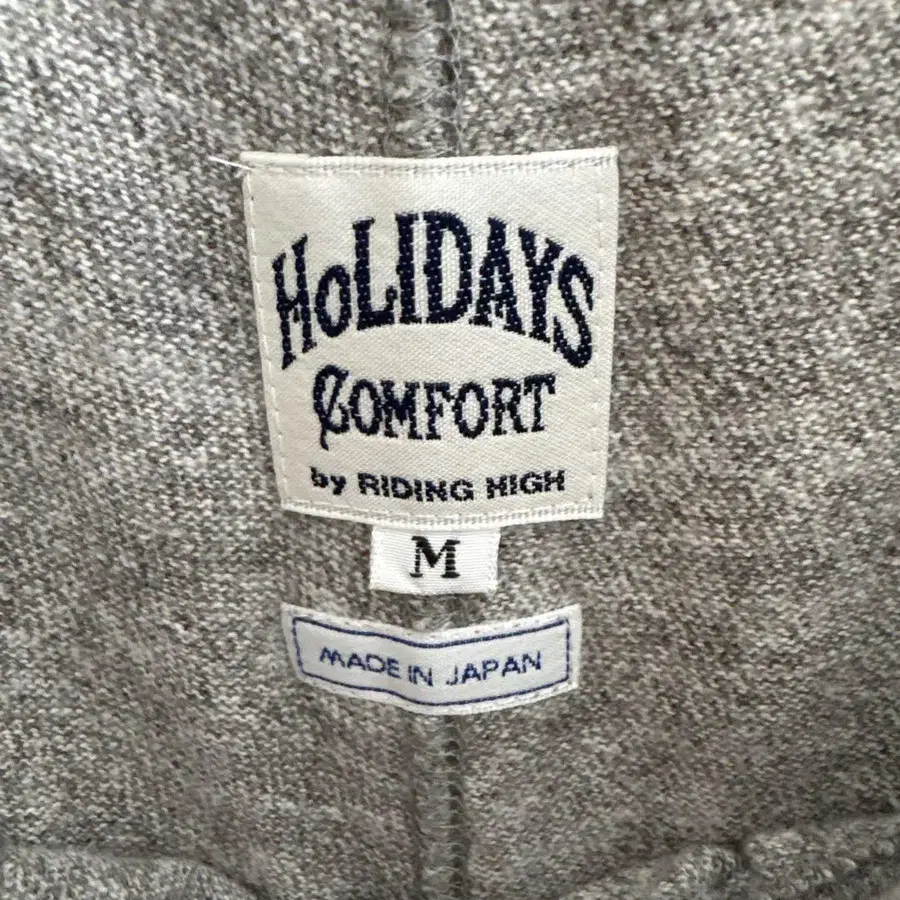 HoLIDAYS
COMFORT
by RIDING HIGH
M
MADE IN JAPAN